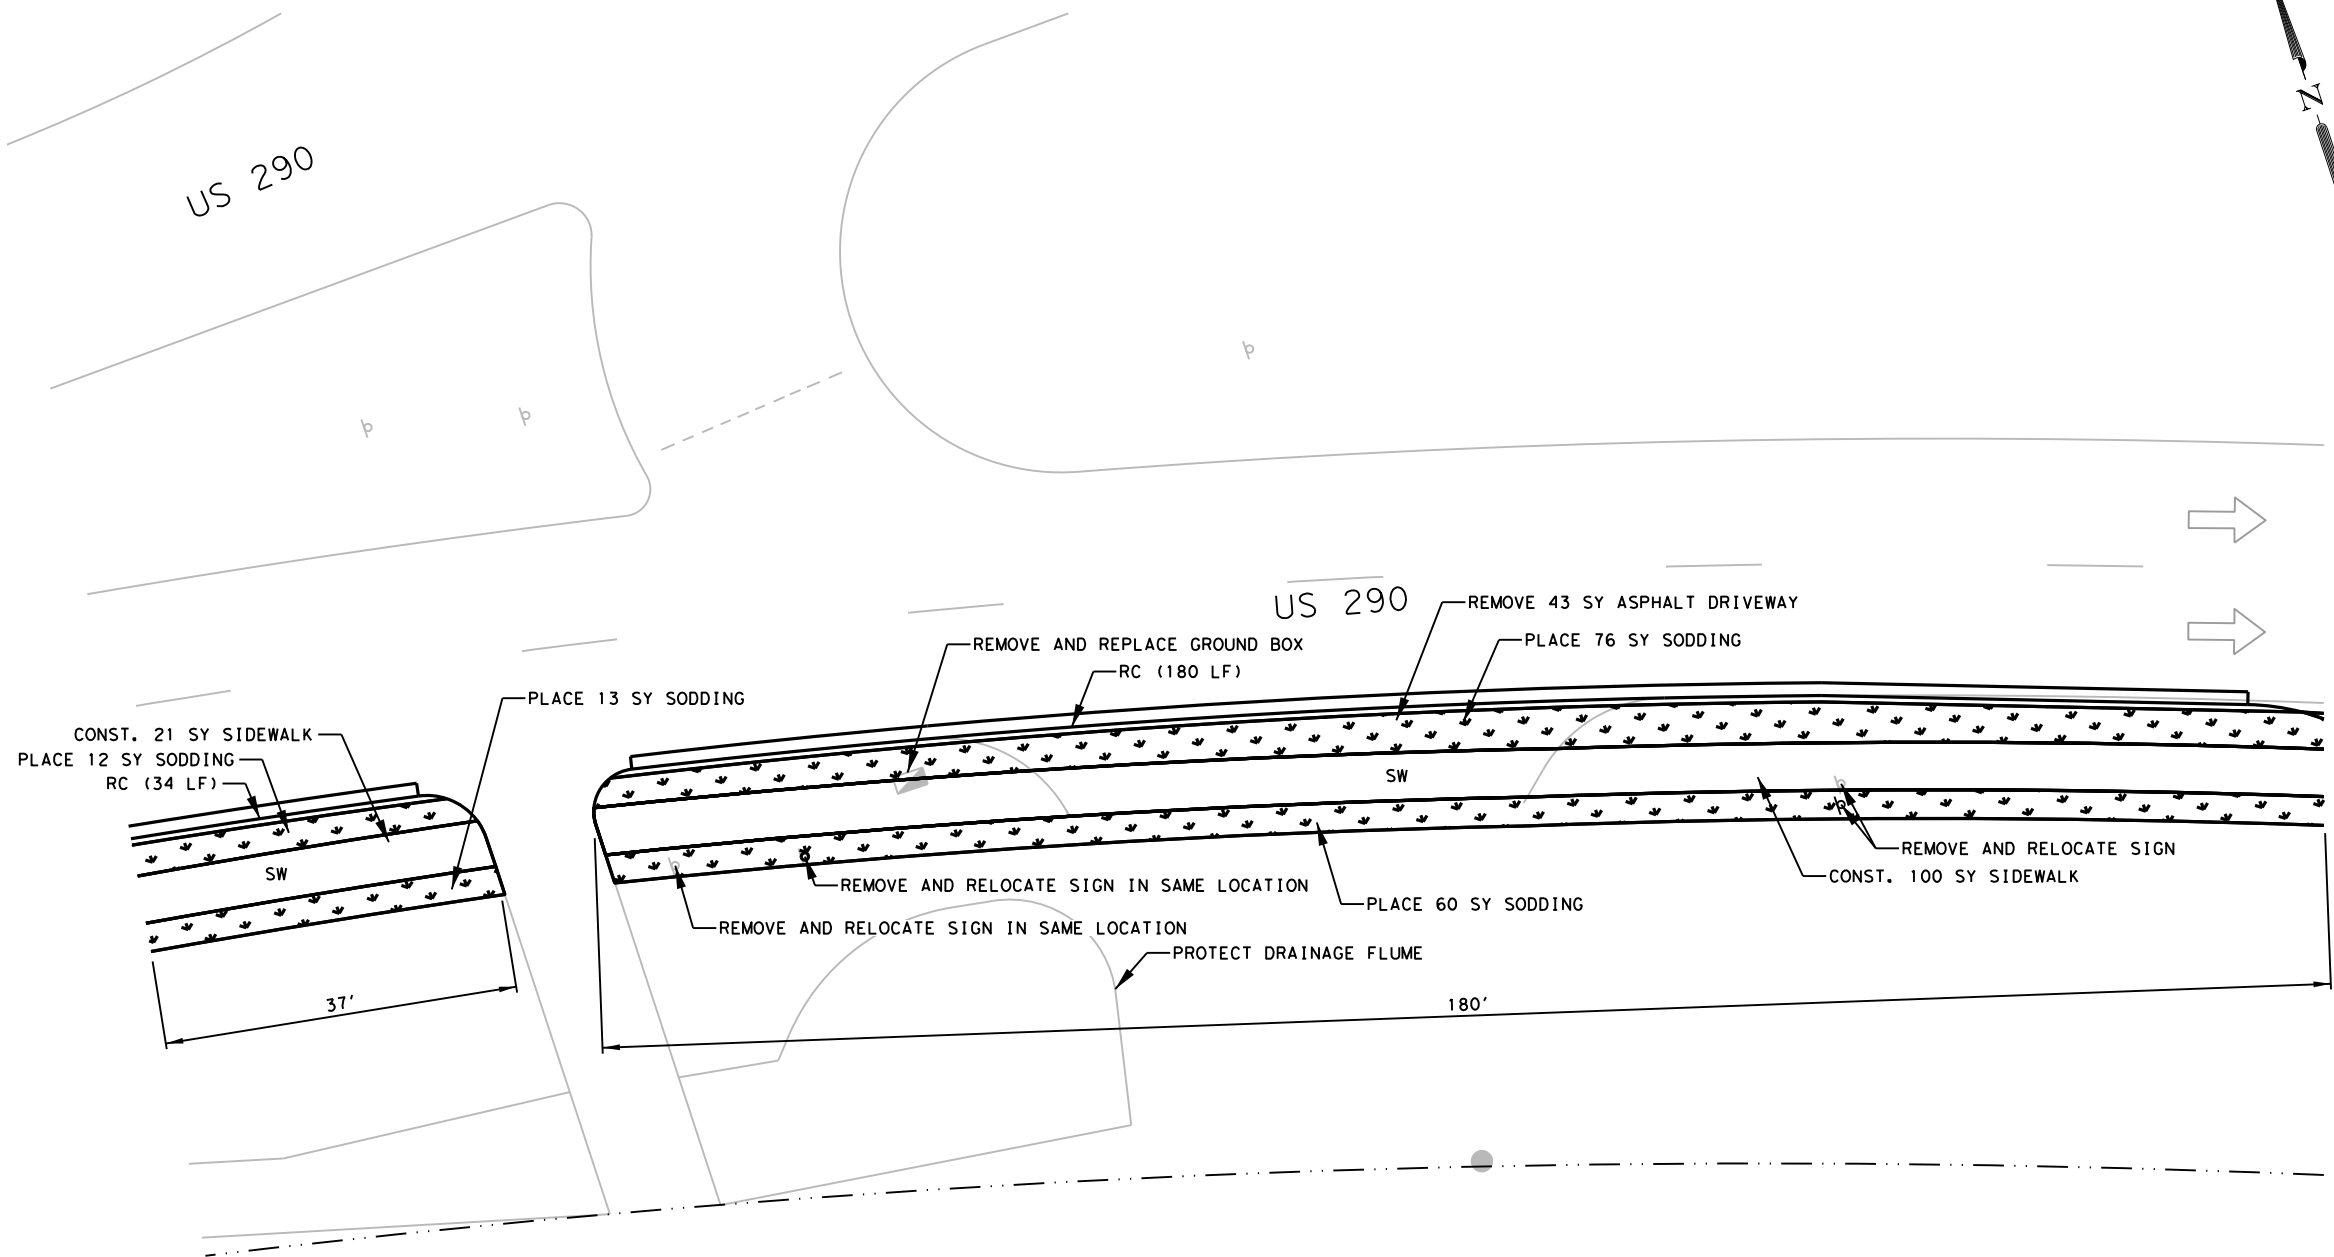 N
US 290
US 290
REMOVE 43 SY ASPHALT DRIVEWAY
PLACE 76 SY SODDING
REMOVE AND REPLACE GROUND BOX
RC (180 LF)
PLACE 13 SY SODDING
CONST. 21 SY SIDEWALK
PLACE 12 SY SODDING
RC (34 LF)
SW
SW
REMOVE AND RELOCATE SIGN
CONST. 100 SY SIDEWALK
REMOVE AND RELOCATE SIGN IN SAME LOCATION
PLACE 60 SY SODDING
REMOVE AND RELOCATE SIGN IN SAME LOCATION
PROTECT DRAINAGE FLUME
37'
180'